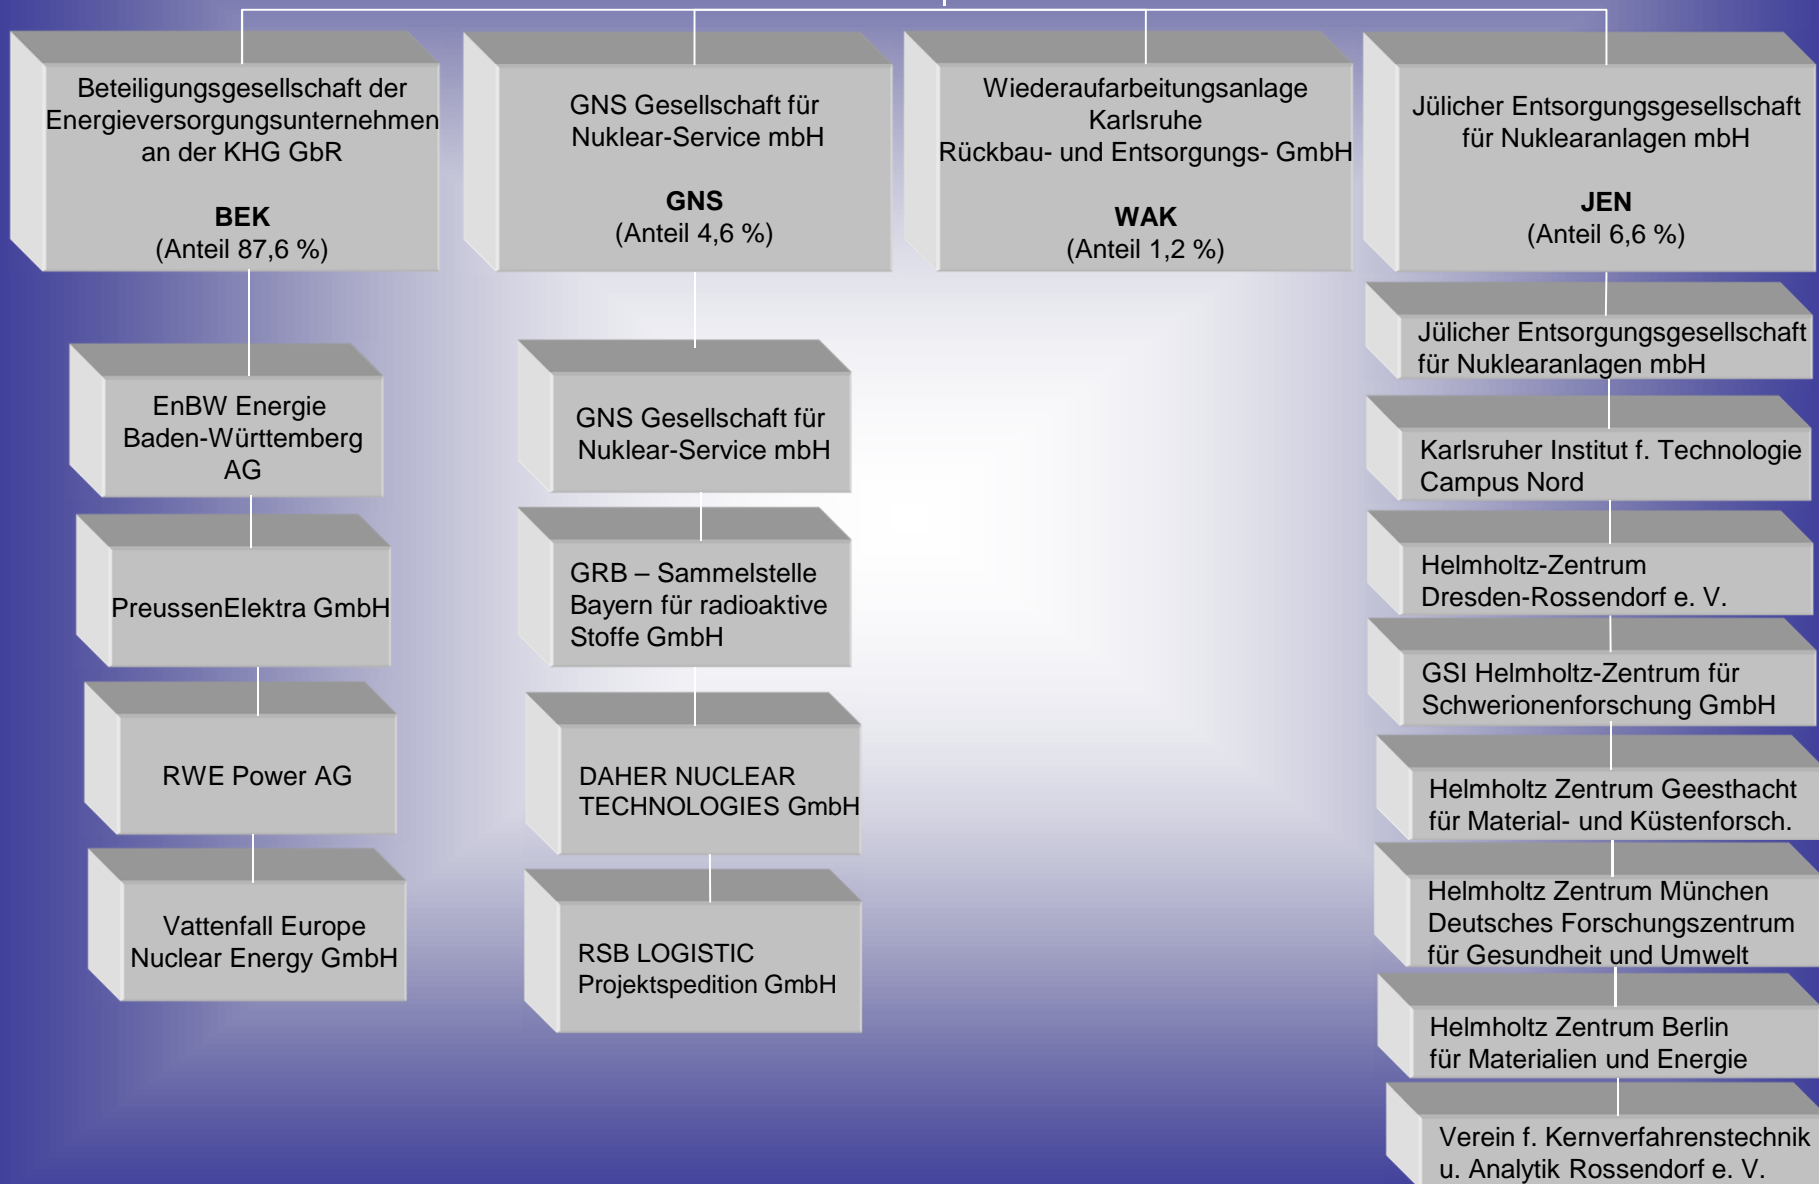 Beteiligungsgesellschaft der
Energieversorgungsunternehmen
an der KHG GbR
BEK
(Anteil 87,6 %)
EnBW Energie
Baden-Württemberg
AG
PreussenElektra GmbH
RWE Power AG
Vattenfall Europe
Nuclear Energy GmbH
GNS Gesellschaft für
Nuklear-Service mbH
GNS
(Anteil 4,6 %)
GNS Gesellschaft für
Nuklear-Service mbH
GRB – Sammelstelle
Bayern für radioaktive
Stoffe GmbH
DAHER NUCLEAR
TECHNOLOGIES GmbH
RSB LOGISTIC
Projektspedition GmbH
Wiederaufarbeitungsanlage
Karlsruhe
Rückbau- und Entsorgungs- GmbH
WAK
(Anteil 1,2 %)
Jülicher Entsorgungsgesellschaft
für Nuklearanlagen mbH
JEN
(Anteil 6,6 %)
Jülicher Entsorgungsgesellschaft
für Nuklearanlagen mbH
Karlsruher Institut f. Technologie
Campus Nord
Helmholtz-Zentrum
Dresden-Rossendorf e. V.
GSI Helmholtz-Zentrum für
Schwerionenforschung GmbH
Helmholtz Zentrum Geesthacht
für Material- und Küstenforsch.
Helmholtz Zentrum München
Deutsches Forschungszentrum
für Gesundheit und Umwelt
Helmholtz Zentrum Berlin
für Materialien und Energie
Verein f. Kernverfahrenstechnik
u. Analytik Rossendorf e. V.